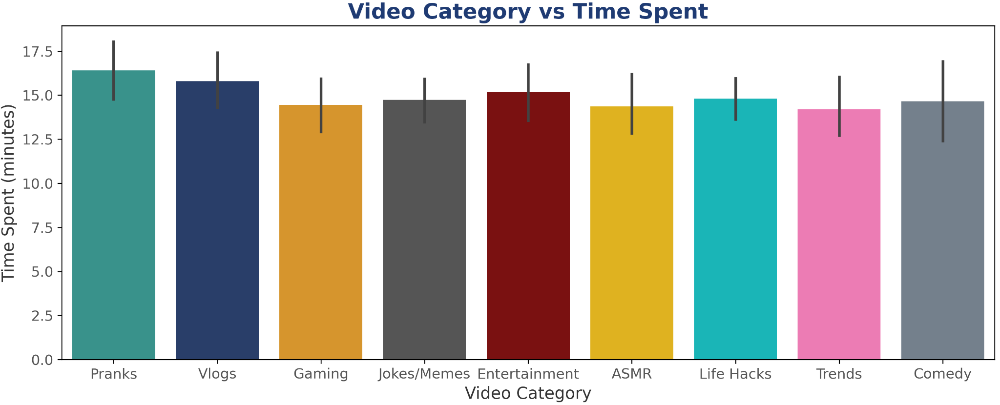 Video Category vs Time Spent
Time Spent (minutes)
17.5
15.0
12.5
10.0
7.5
5.0
2.5
0.0
Pranks Vlogs Gaming Jokes/Memes Entertainment ASMR Life Hacks Trends Comedy
Video Category